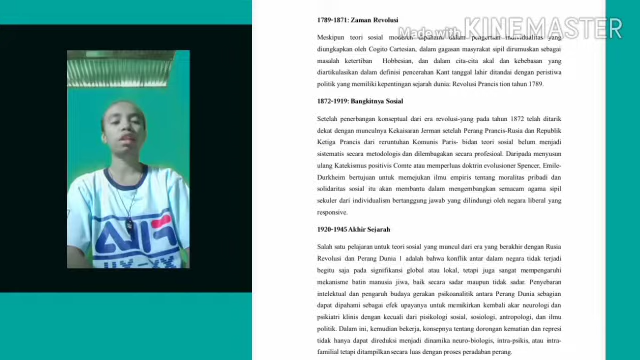 1789-1871: Zaman Revolusi
Made with KINEMASTER
Meskipun teori sosial modern dipahami dalam pengertian individualitas yang
diungkapkan oleh Cogito Cartesian, dalam gagasan masyrakat sipil dirumuskan sebagai
masalah ketertiban Hobbesian, dan dalam cita-cita akal dan kebebasan yang
diartikulasikan dalam definisi pencerahan Kant tanggal lahir ditandai dengan peristiwa
politik yang memiliki kepentingan sejarah dunia: Revolusi Prancis tion tahun 1789.
1872-1919: Bangkitnya Sosial
Setelah penerbangan konseptual dari era revolusi-yang pada tahun 1872 telah ditarik
dekat dengan munculnya Kekaisaran Jerman setelah Perang Prancis-Rusia dan Republik
Ketiga Prancis dari reruntuhan Komunis Paris- bidan teori sosial belum menjadi
sistematis secara metodologis dan dilembagakan secara profesioal. Daripada menyusun
ulang Katekismus positivis Comte atau memperluas doktrin evolusioner Spencer, Emile-
Durkheim bertujuan untuk memejukan ilmu empiris tentang moralitas pribadi dan
solidaritas sosial itu akan membantu dalam mengembangkan semacam agama sipil
sekuler dari individualism bertanggung jawab yang dilindungi oleh negara liberal yang
responsive.
1920-1945 Akhir Sejarah
Salah satu pelajaran untuk teori sosial yang muncul dari era yang berakhir dengan Rusia
Revolusi dan Perang Dunia 1 adalah bahwa konflik antar dalam negara tidak terjadi
begitu saja pada signifikansi global atau lokal, tetapi juga sangat mempengaruhi
mekanisme batin manusia jiwa, baik secara sadar maupun tidak sadar. Penyebaran
intelektual dan pengaruh budaya gerakan psikoanalitik antara Perang Dunia sebagian
dapat dipahami sebagai efek upayanya untuk memikirkan kembali akar neurologi dan
psikiatri klinis dengan kecuali dari psikologi sosial, sosiologi, antropologi, dan ilmu
politik. Dalam ini, kemudian bekerja, konsepnya tentang dorongan kematian dan represi
tidak hanya dapat direduksi menjadi dinamika neuro-biologis, intra-psikis, atau intra-
familial tetapi ditampilkan secara luas dengan proses peradaban perang.